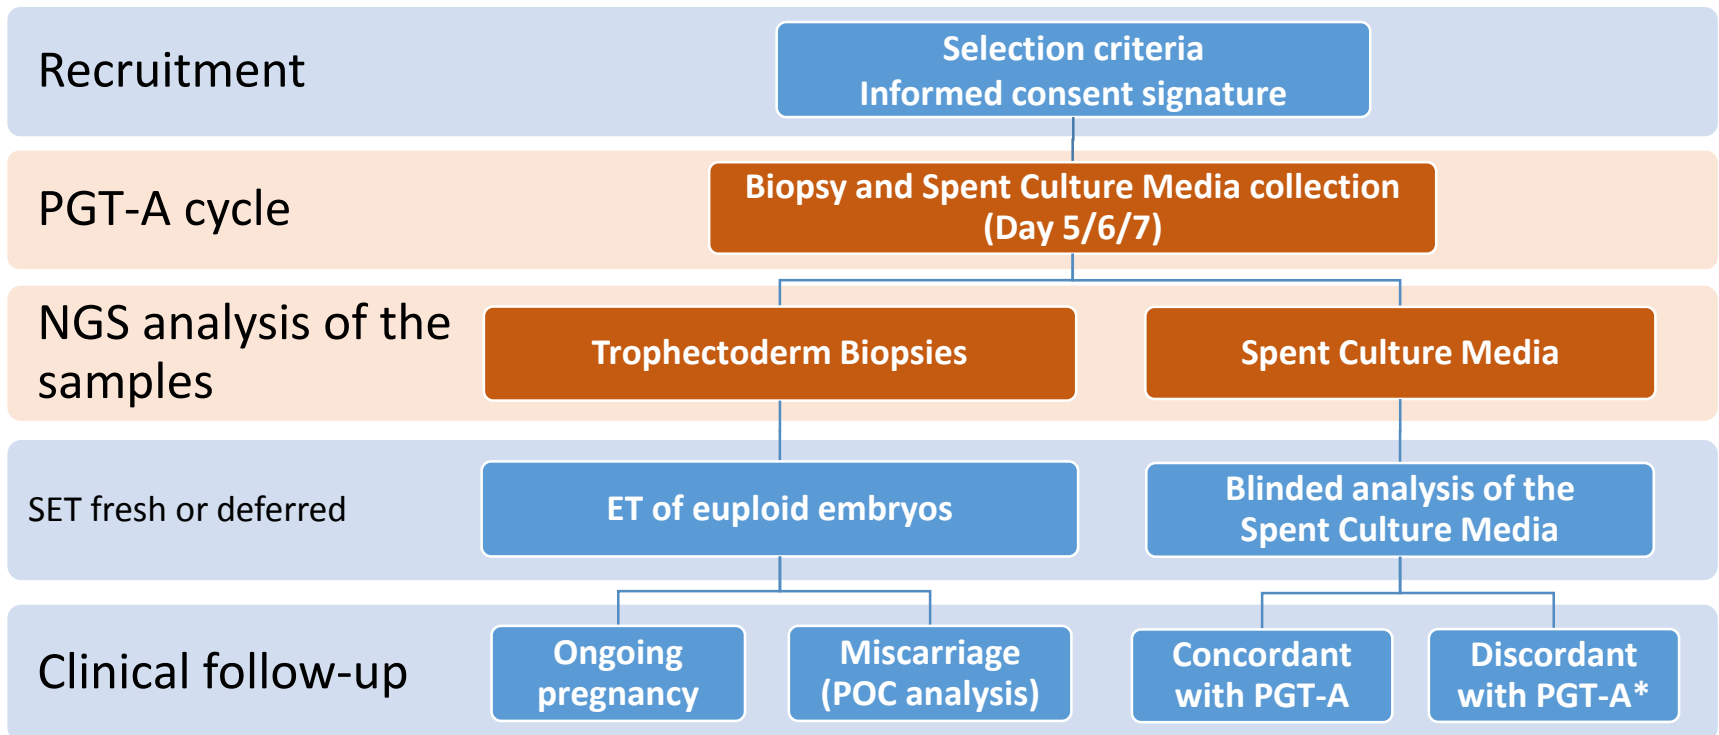 Recruitment
Selection criteria
Informed consent signature
PGT-A cycle
Biopsy and Spent Culture Media collection
(Day 5/6/7)
NGS analysis of the
samples
Trophectoderm Biopsies
Spent Culture Media
SET fresh or deferred
ET of euploid embryos
Blinded analysis of the
Spent Culture Media
Clinical follow-up
Ongoing
pregnancy
Miscarriage
(POC analysis)
Concordant
with PGT-A
Discordant
with PGT-A*